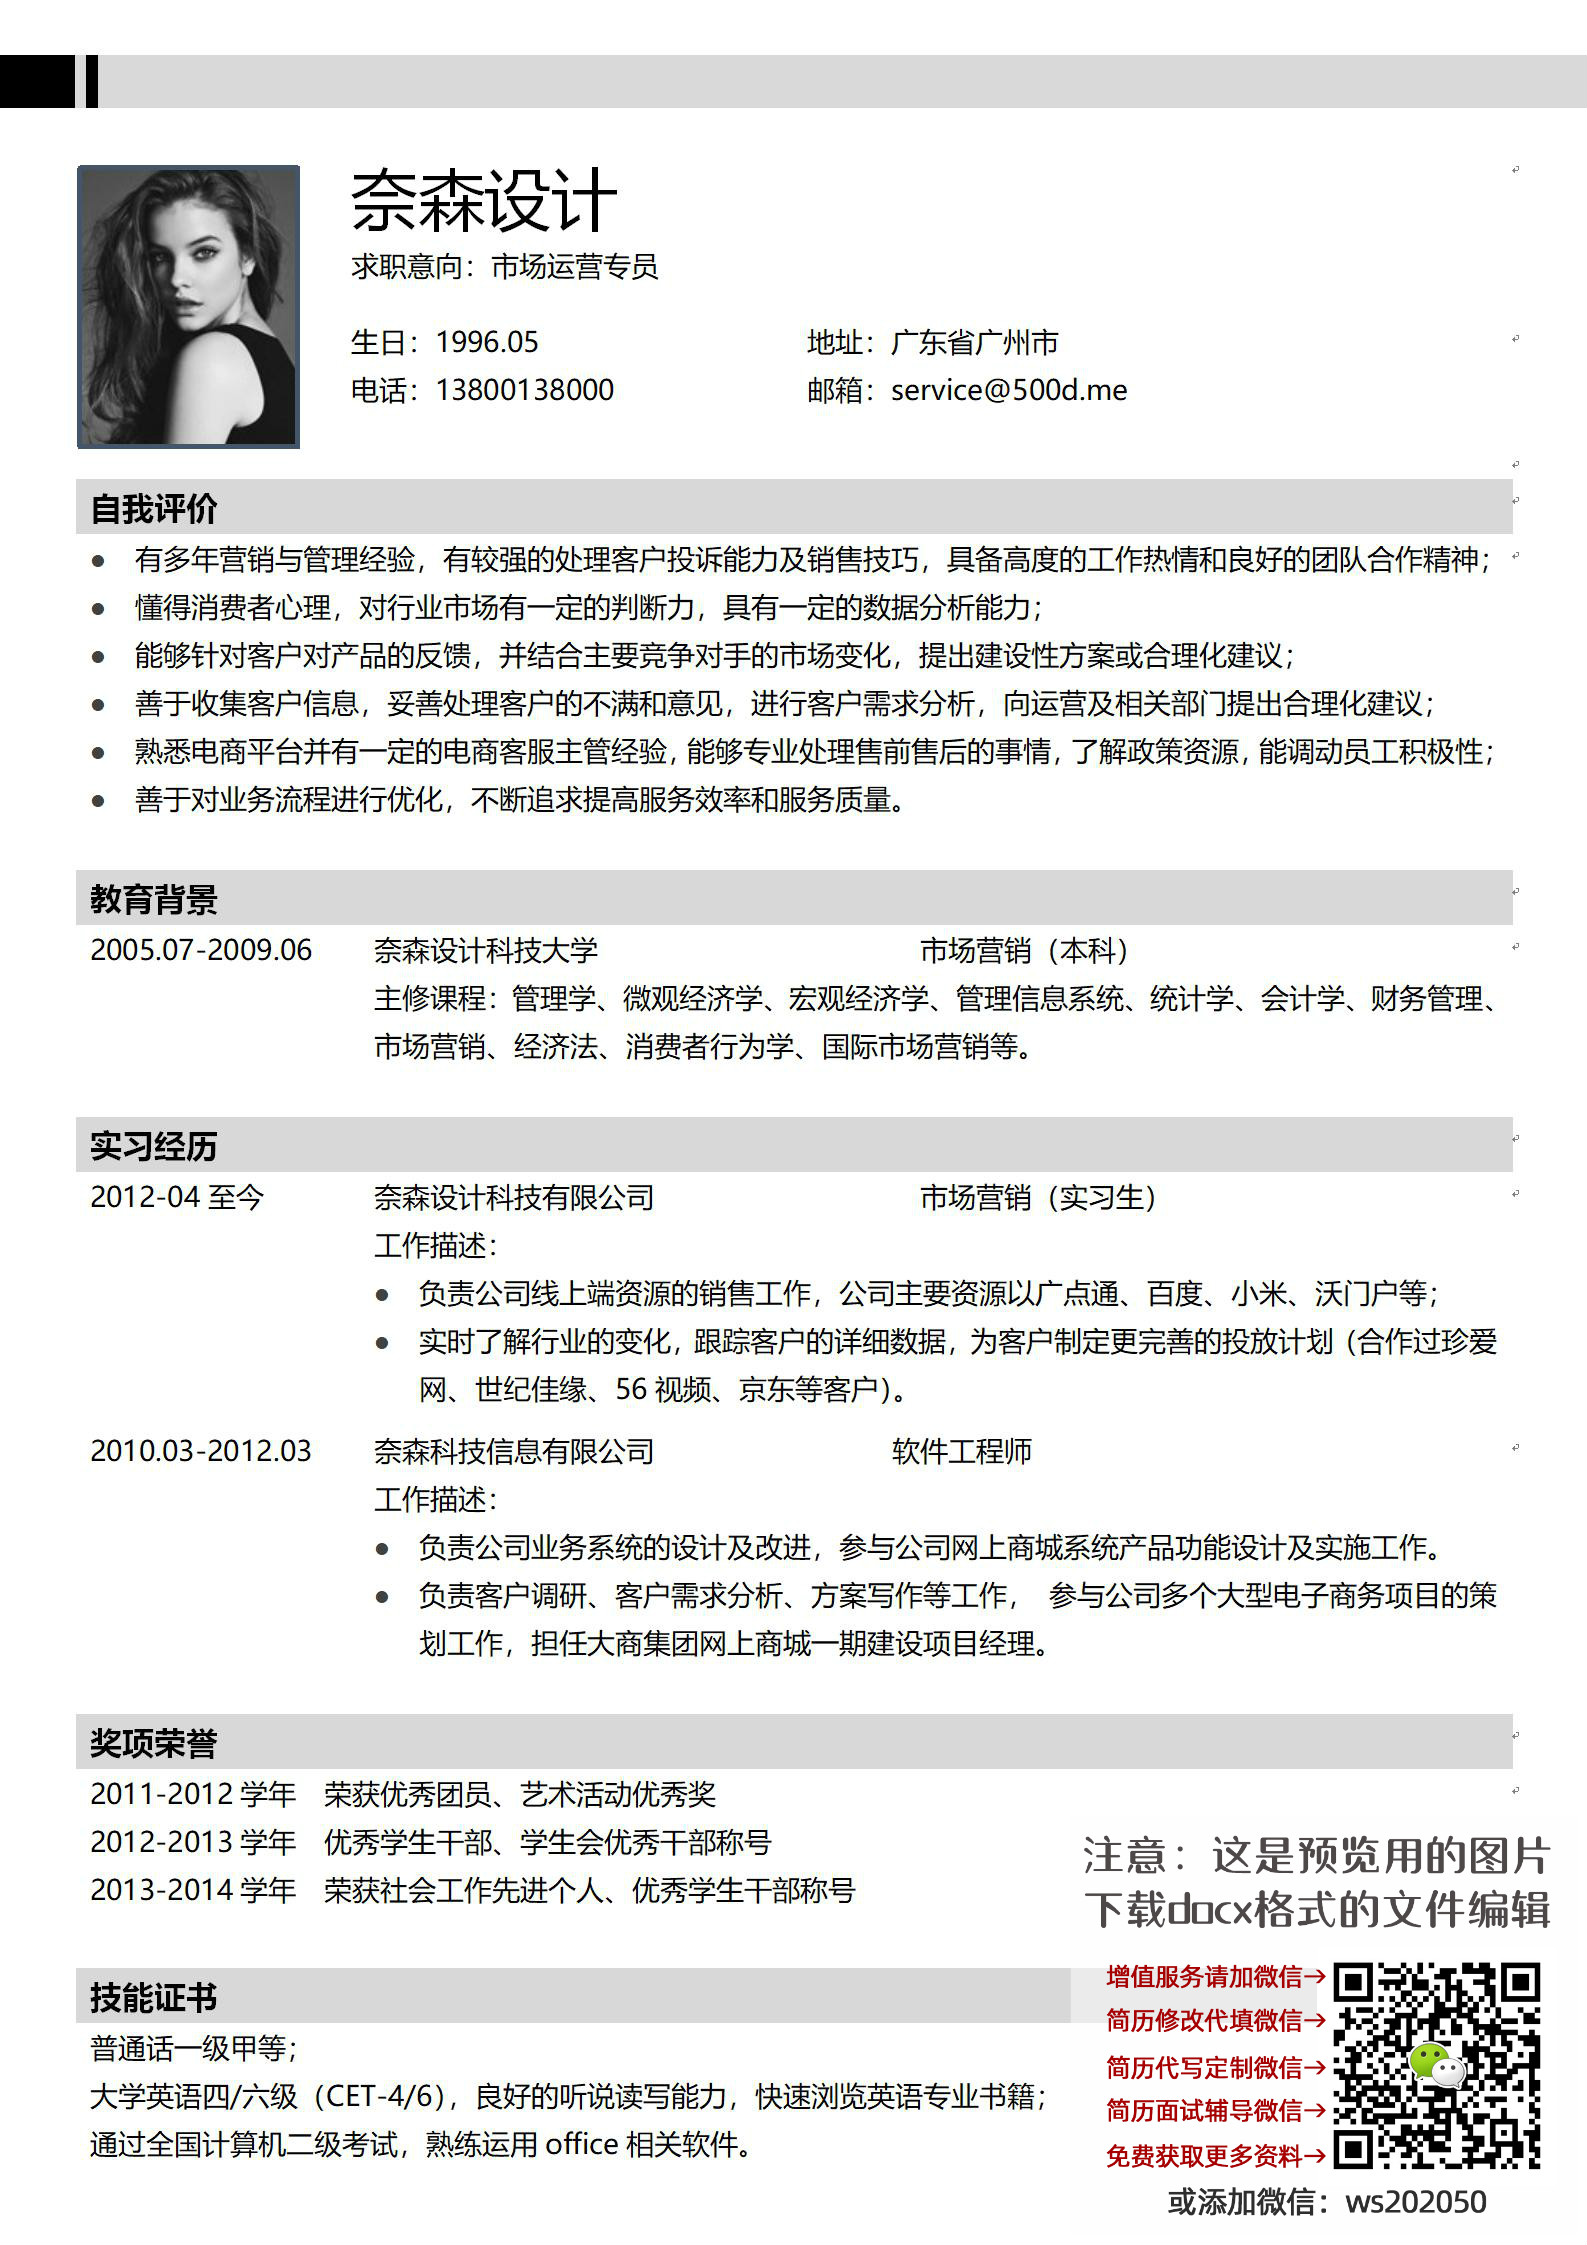 奈森设计
求职意向：市场运营专员
生日：1996.05 地址：广东省广州市
电话：13800138000 邮箱：service@500d.me
自我评价
● 有多年营销与管理经验，有较强的处理客户投诉能力及销售技巧，具备高度的工作热情和良好的团队合作精神；
● 懂得消费者心理，对行业市场有一定的判断力，具有一定的数据分析能力；
● 能够针对客户对产品的反馈，并结合主要竞争对手的市场变化，提出建设性方案或合理化建议；
● 善于收集客户信息，妥善处理客户的不满和意见，进行客户需求分析，向运营及相关部门提出合理化建议；
● 熟悉电商平台并有一定的电商客服主管经验，能够专业处理售前售后的事情，了解政策资源，能调动员工积极性；
● 善于对业务流程进行优化，不断追求提高服务效率和服务质量。
教育背景
2005.07-2009.06 奈森设计科技大学 市场营销（本科）
主修课程：管理学、微观经济学、宏观经济学、管理信息系统、统计学、会计学、财务管理、
市场营销、经济法、消费者行为学、国际市场营销等。
实习经历
2012-04 至今 奈森设计科技有限公司 市场营销（实习生）
工作描述：
● 负责公司线上端资源的销售工作，公司主要资源以广点通、百度、小米、沃门户等；
● 实时了解行业的变化，跟踪客户的详细数据，为客户制定更完善的投放计划（合作过珍爱
网、世纪佳缘、56 视频、京东等客户）。
2010.03-2012.03 奈森科技信息有限公司 软件工程师
工作描述：
● 负责公司业务系统的设计及改进，参与公司网上商城系统产品功能设计及实施工作。
● 负责客户调研、客户需求分析、方案写作等工作， 参与公司多个大型电子商务项目的策
划工作，担任大商集团网上商城一期建设项目经理。
奖项荣誉
2011-2012 学年 荣获优秀团员、艺术活动优秀奖
2012-2013 学年 优秀学生干部、学生会优秀干部称号
2013-2014 学年 荣获社会工作先进个人、优秀学生干部称号
技能证书
普通话一级甲等；
大学英语四/六级（CET-4/6），良好的听说读写能力，快速浏览英语专业书籍；
通过全国计算机二级考试，熟练运用 office 相关软件。
注意：这是预览用的图片
下载docx格式的文件编辑
增值服务请加微信→
简历修改代填微信→
简历代写定制微信→
简历面试辅导微信→
免费获取更多资料→
或添加微信：ws202050